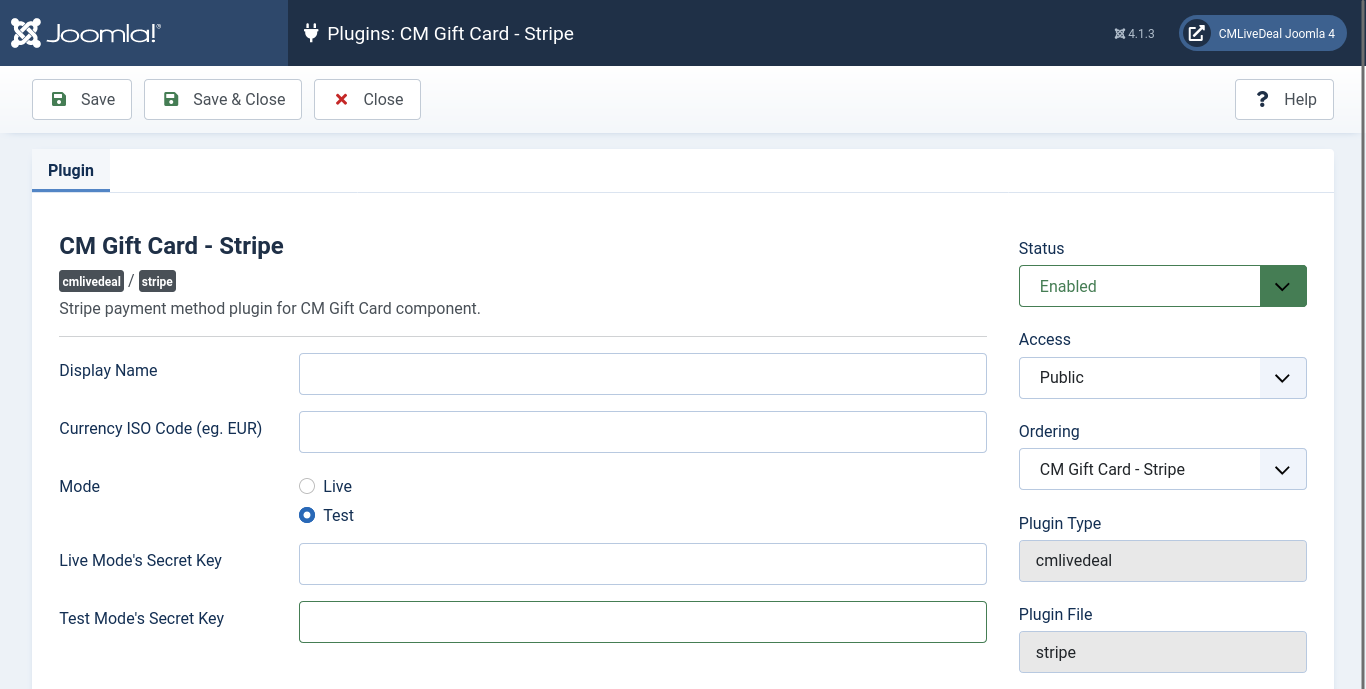 Joomla!®
Plugins: CM Gift Card - Stripe
4.1.3
CMLiveDeal Joomla 4
Save
Save & Close
Close
? Help
Plugin
CM Gift Card - Stripe
cmlivedeal / stripe
Stripe payment method plugin for CM Gift Card component.
Display Name
Currency ISO Code (eg. EUR)
Mode
Live
Test
Live Mode's Secret Key
Test Mode's Secret Key
Status
Enabled
Access
Public
Ordering
CM Gift Card - Stripe
Plugin Type
cmlivedeal
Plugin File
stripe